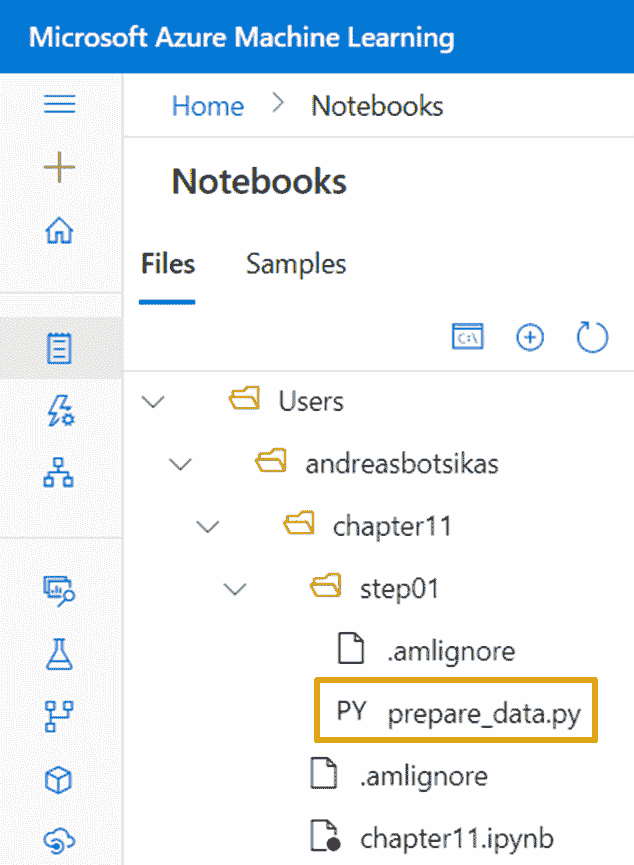 Microsoft Azure Machine Learning
Home > Notebooks
Notebooks
Files Samples
C:\
Users
andreasbotsikas
chapter11
step01
.amlignore
PY prepare_data.py
.amlignore
chapter11.ipynb